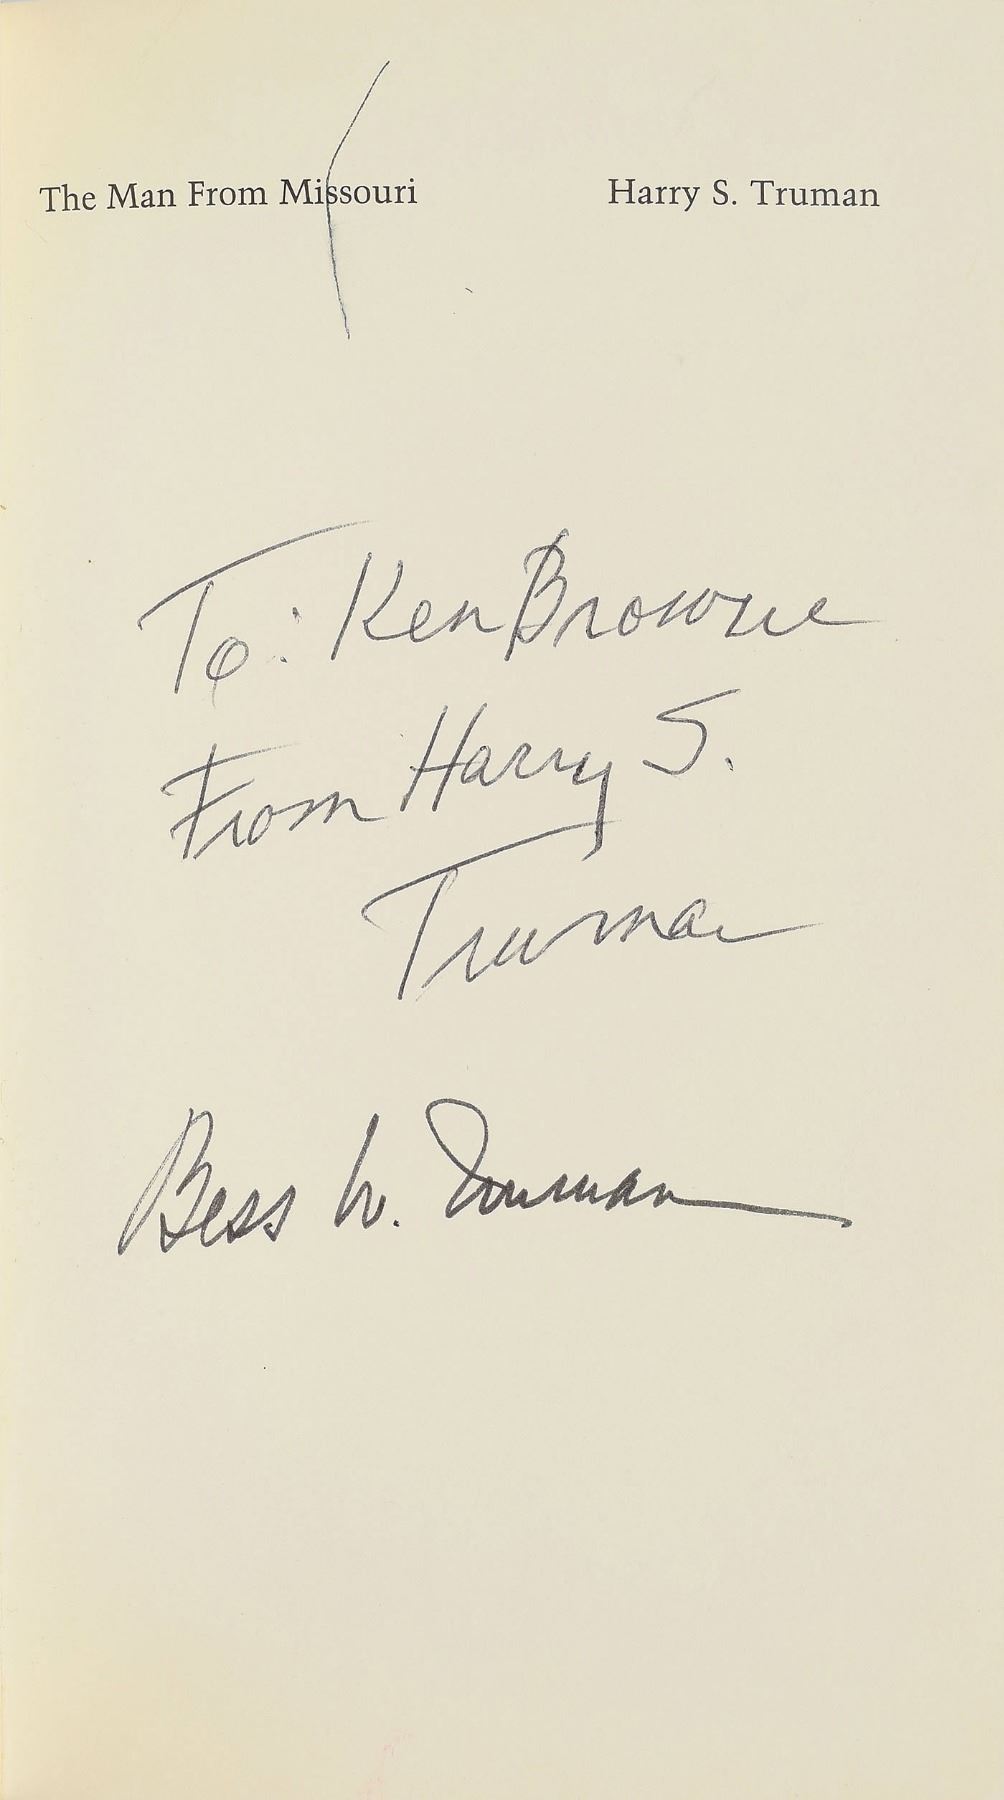 The Man From Missouri Harry S. Truman
To: Ken Browne
From Harry S.
Truman
Bess W. Truman